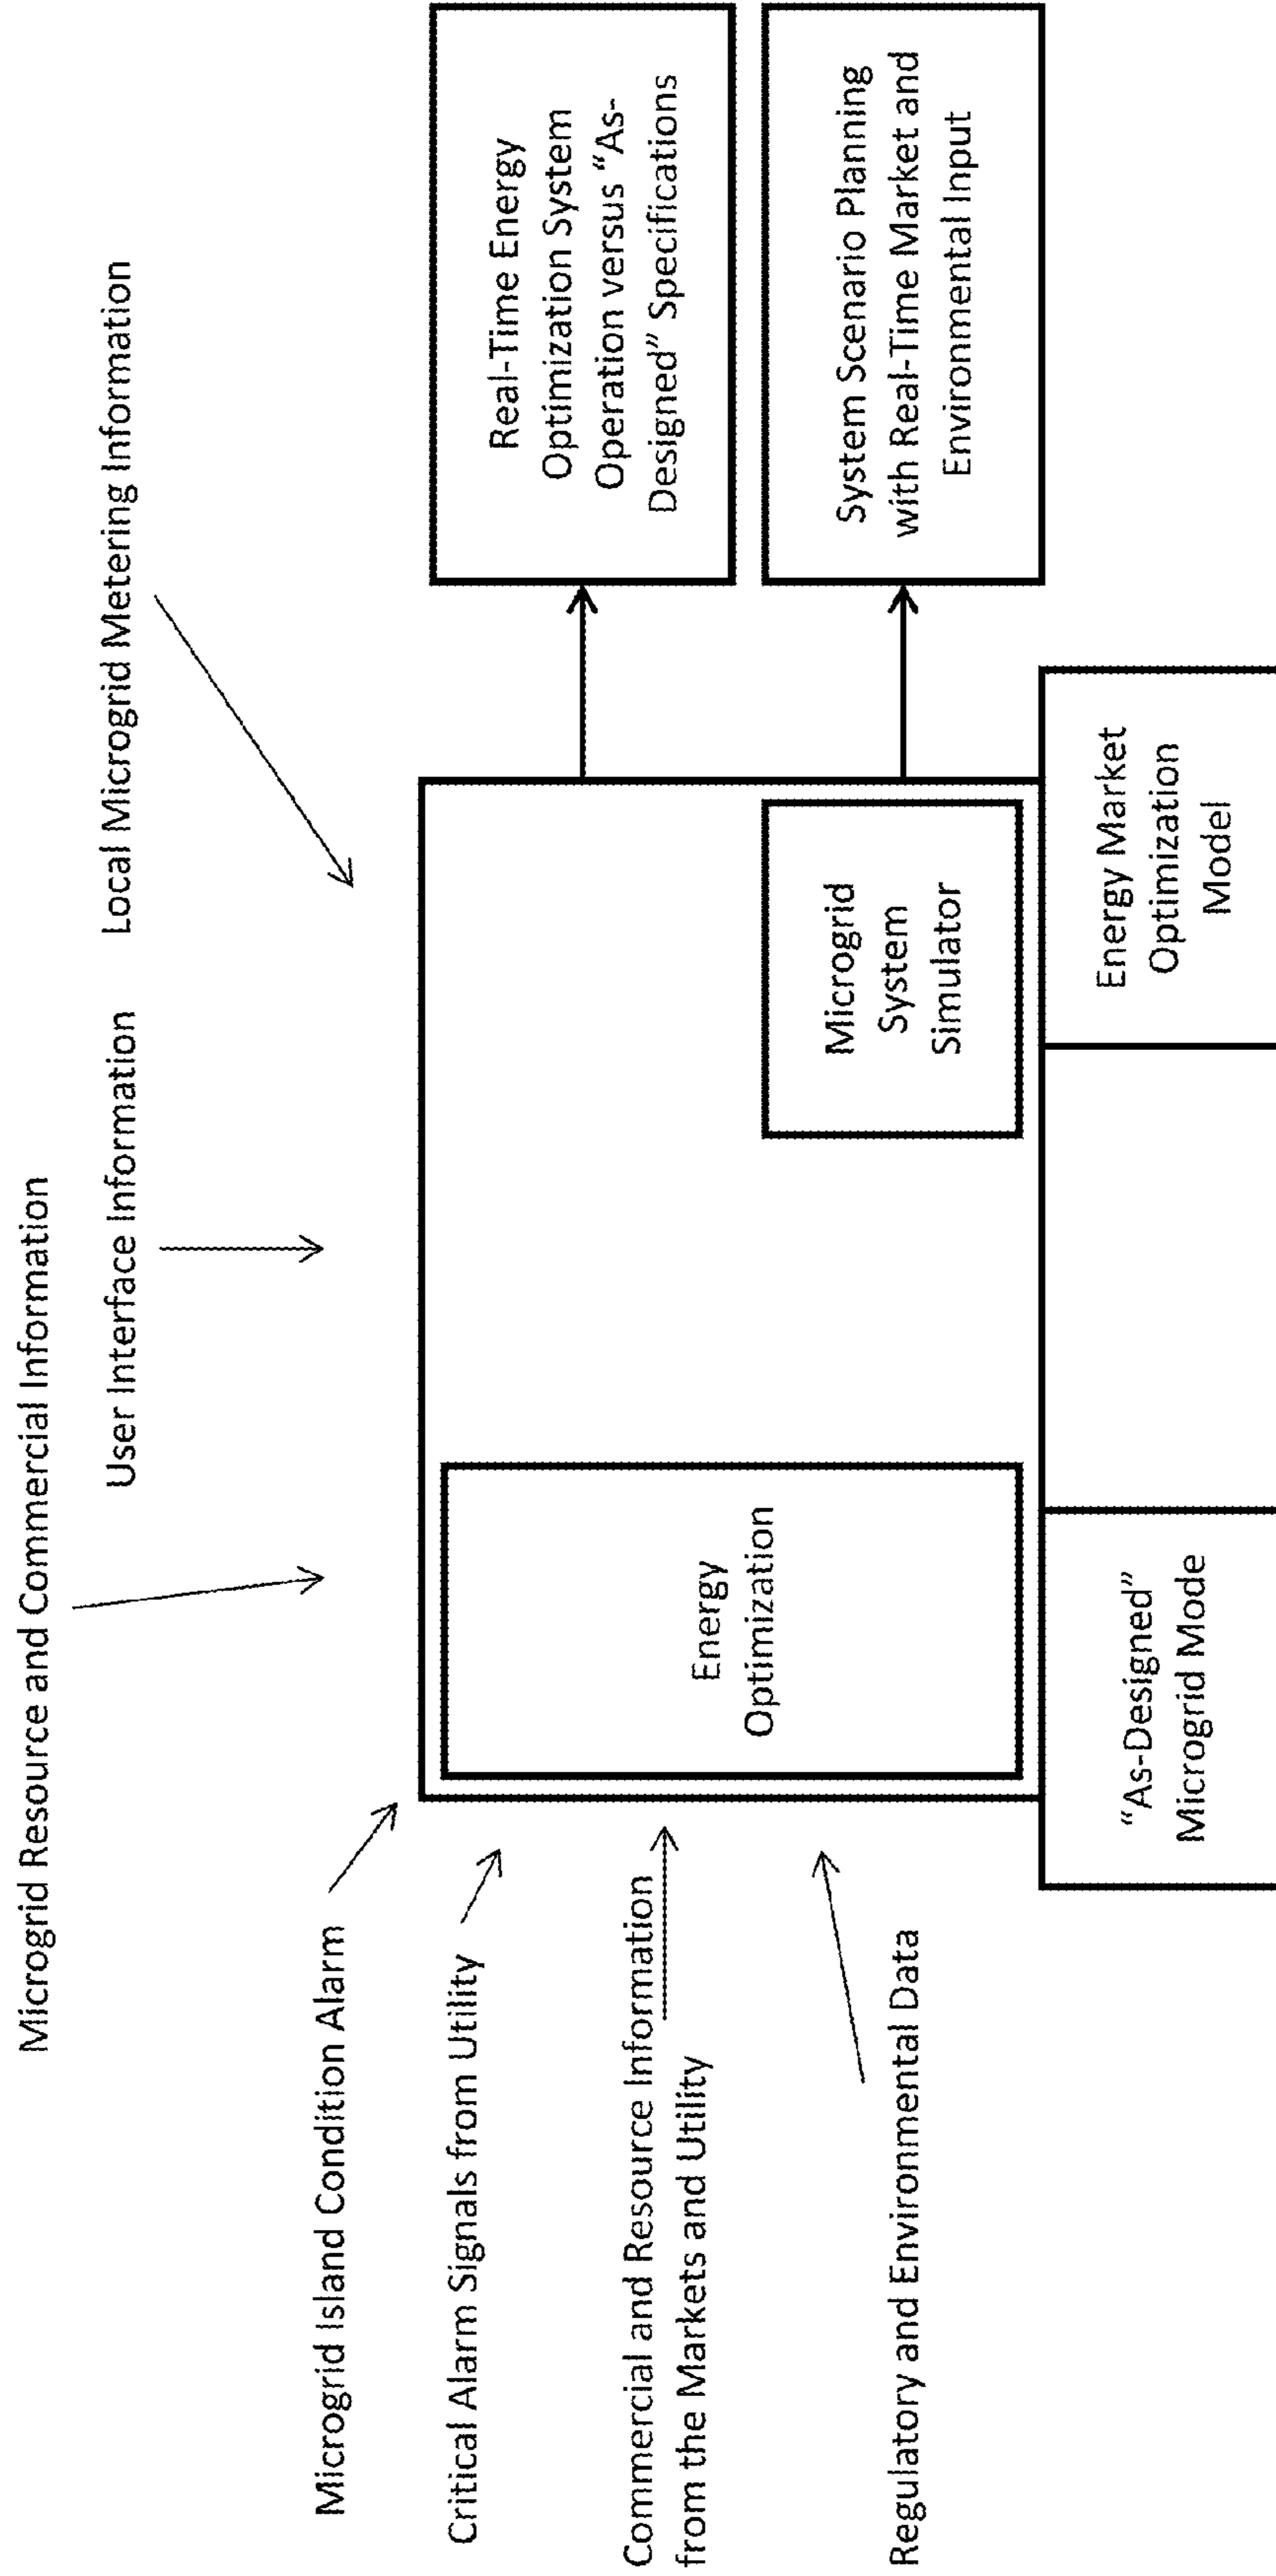 Microgrid Resource and Commercial Information
User Interface Information
Local Microgrid Metering Information
Microgrid Island Condition Alarm
Critical Alarm Signals from Utility
Commercial and Resource Information
from the Markets and Utility
Regulatory and Environmental Data
Energy
Optimization
Microgrid
System
Simulator
Real-Time Energy
Optimization System
Operation versus “As-
Designed” Specifications
System Scenario Planning
with Real-Time Market and
Environmental Input
“As-Designed”
Microgrid Mode
Energy Market
Optimization
Model